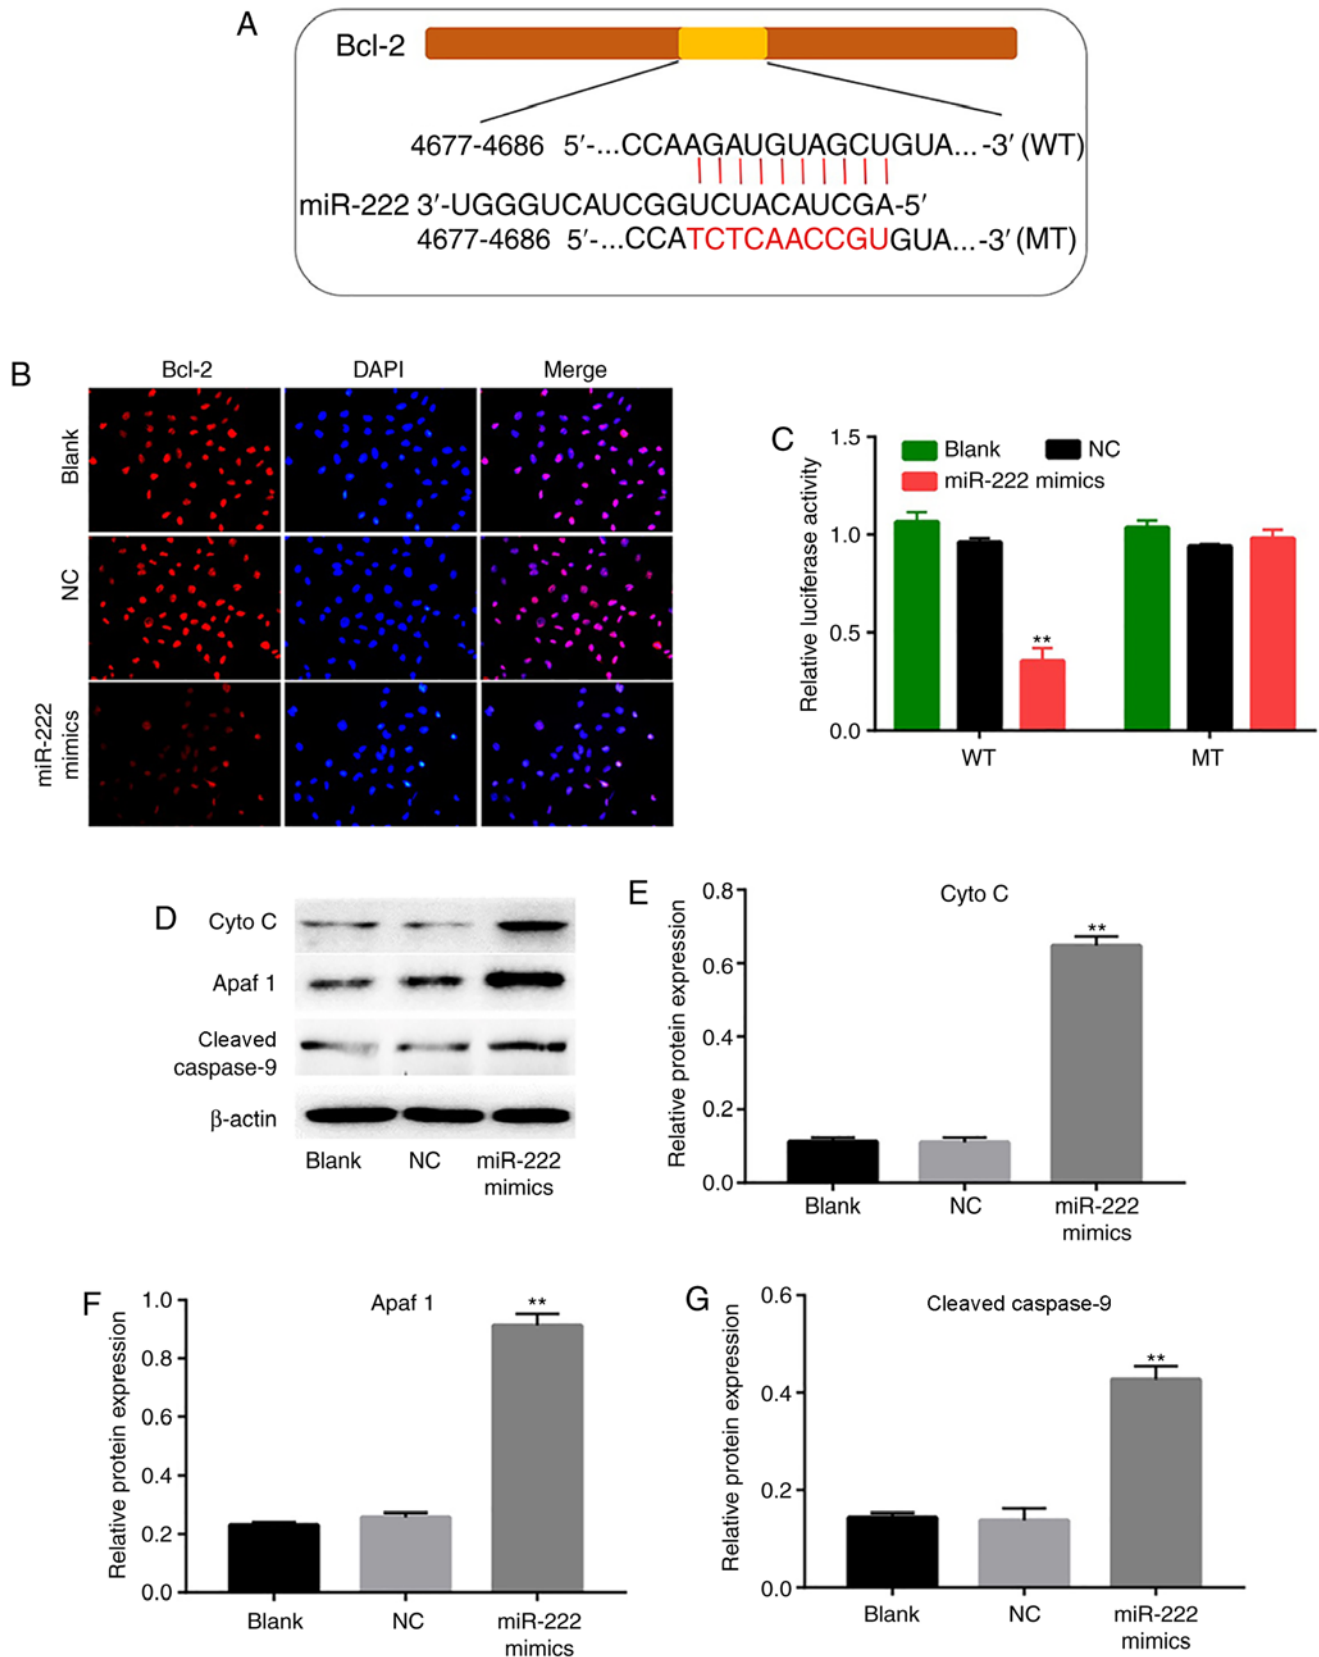 A
Bcl-2
4677-4686 5′-...CCAAGAUGUAGCUGUA...-3′ (WT)
miR-222 3′-UGGGUCAUCGGUCUACAUCGA-5′
4677-4686 5′-...CCATCTCAACCGUGUA...-3′ (MT)
B
Bcl-2 DAPI Merge
Blank
NC
miR-222
mimics
C
Relative luciferase activity
1.5
1.0
0.5
0.0
Blank NC
miR-222 mimics
**
WT MT
D
Cyto C
Apaf 1
Cleaved
caspase-9
β-actin
Blank NC miR-222
mimics
E
Cyto C
Relative protein expression
0.8
0.6
0.4
0.2
0.0
**
Blank NC miR-222
mimics
F
Apaf 1
Relative protein expression
1.0
0.8
0.6
0.4
0.2
0.0
**
Blank NC miR-222
mimics
G
Cleaved caspase-9
Relative protein expression
0.6
0.4
0.2
0.0
**
Blank NC miR-222
mimics